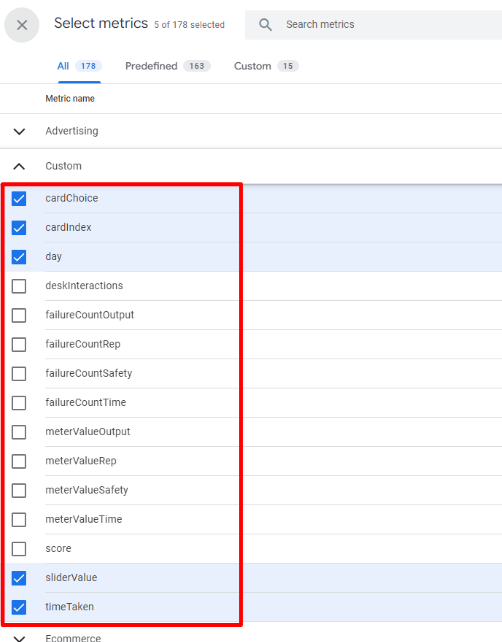 Select metrics 5 of 178 selected Search metrics
All 178 Predefined 163 Custom 15
Metric name
Advertising
Custom
cardChoice
cardIndex
day
deskInteractions
failureCountOutput
failureCountRep
failureCountSafety
failureCountTime
meterValueOutput
meterValueRep
meterValueSafety
meterValueTime
score
sliderValue
timeTaken
Ecommerce